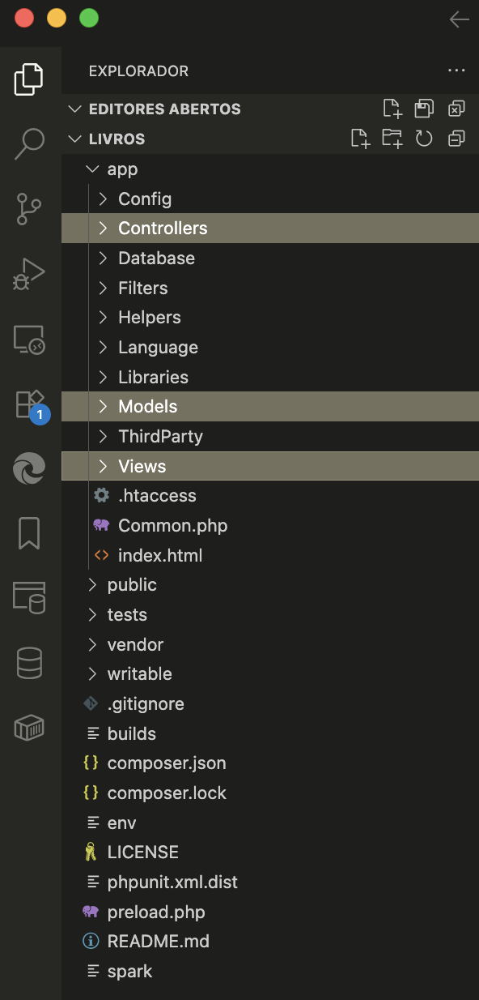 EXPLORADOR
EDITORES ABERTOS
LIVROS
app
Config
Controllers
Database
Filters
Helpers
Language
Libraries
Models
1
ThirdParty
Views
.htaccess
Common.php
index.html
public
tests
vendor
writable
.gitignore
builds
composer.json
composer.lock
env
LICENSE
phpunit.xml.dist
preload.php
README.md
spark